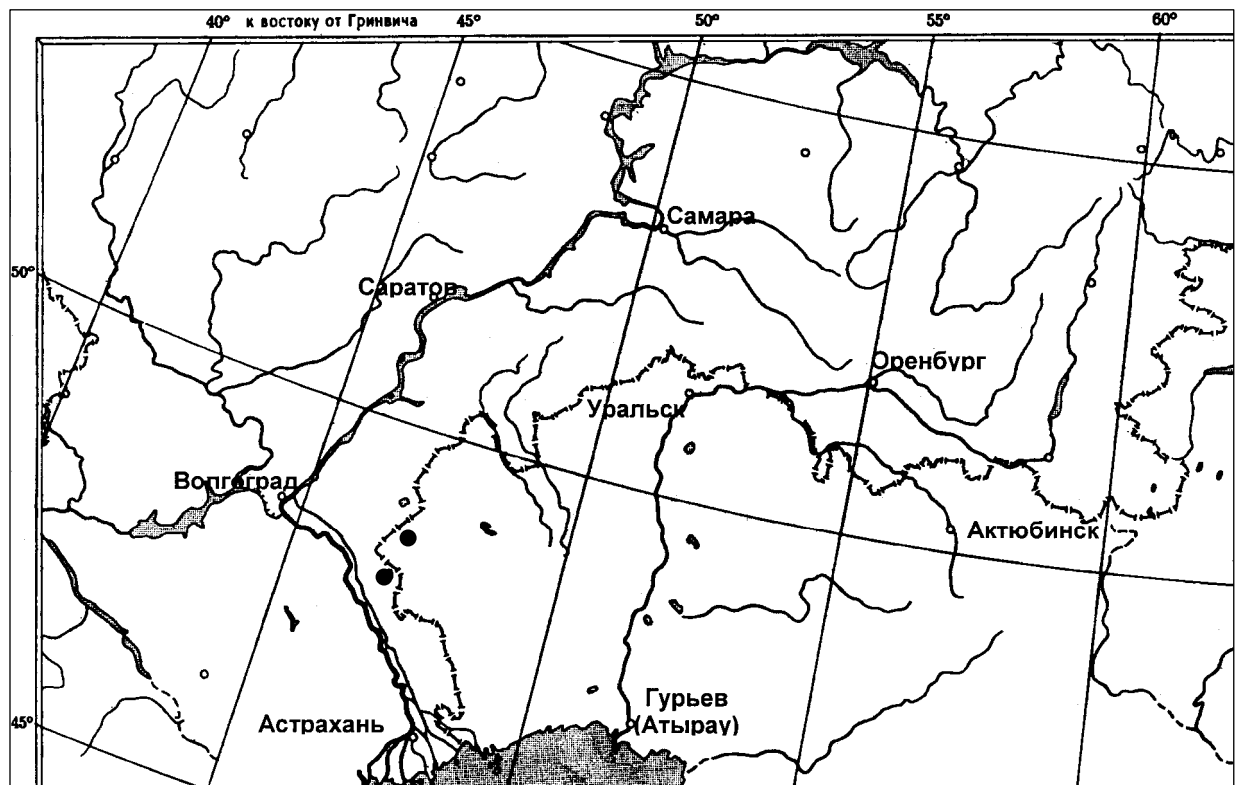 40° к востоку от Гринвича 45° 50° 55° 60°
Самара
50°
Саратов
Оренбург
Уральск
Волгоград
Актюбинск
Гурьев
(Атырау)
Астрахань
45°